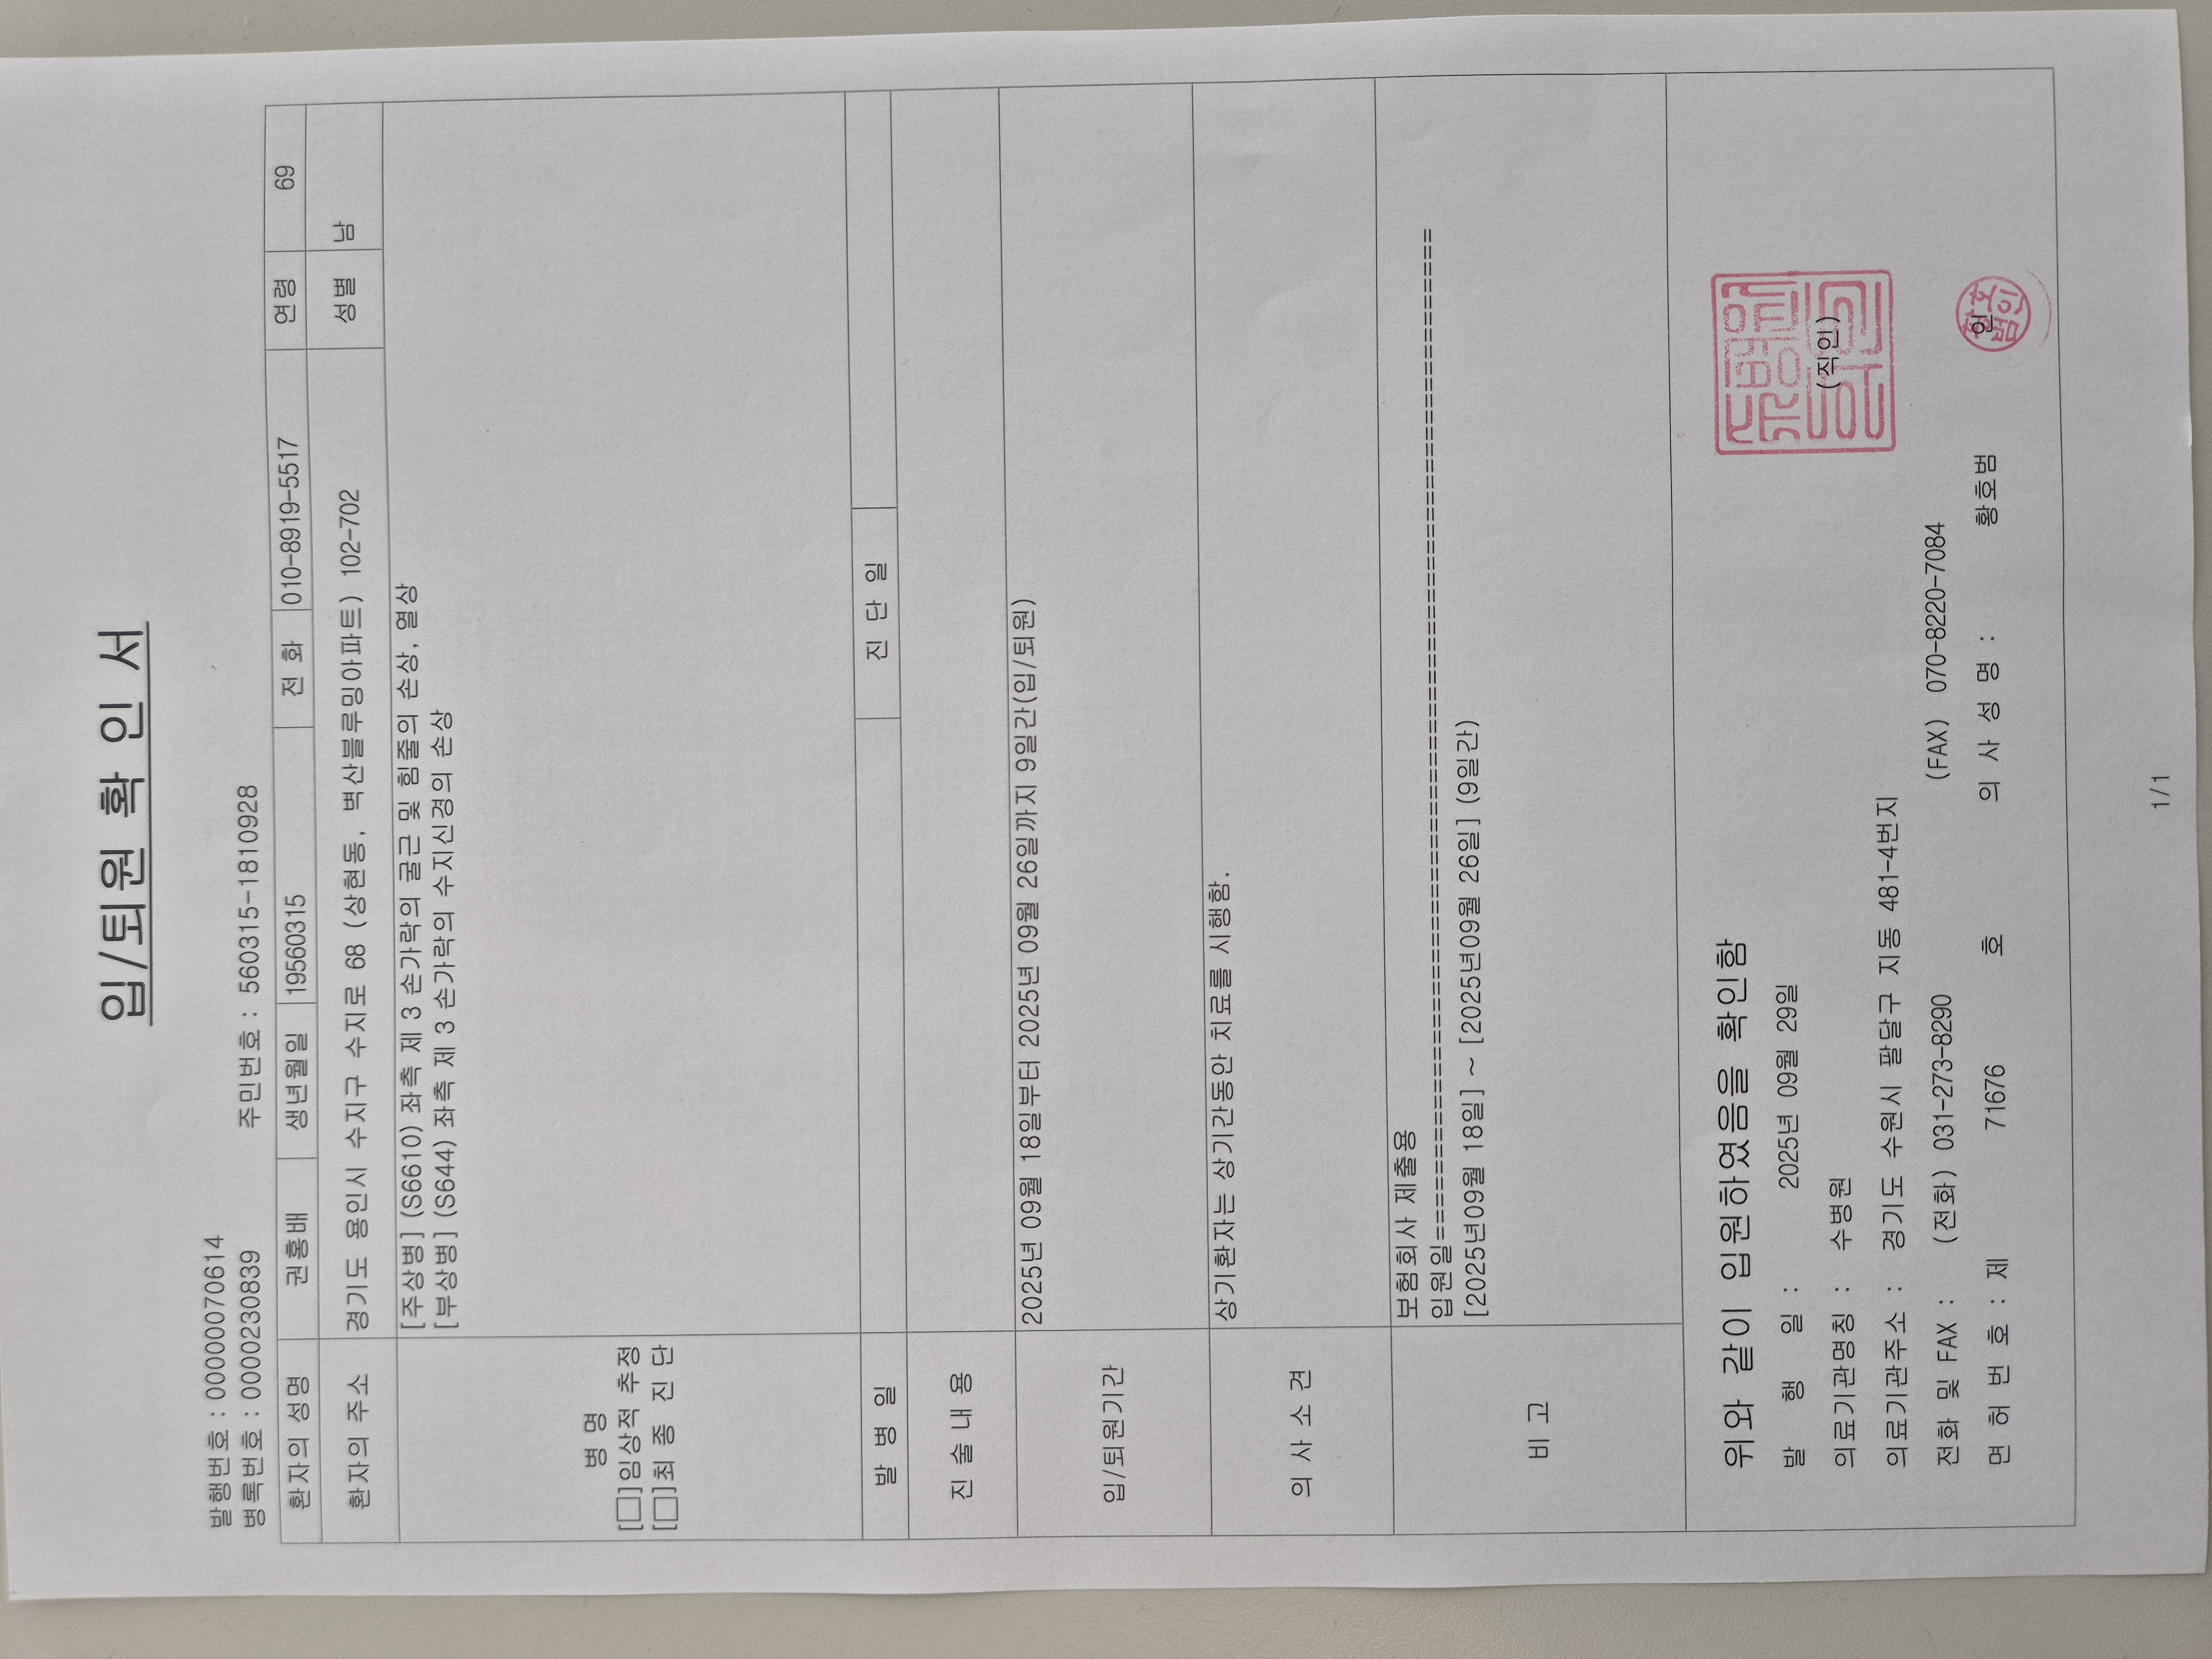 입/퇴원 확 인 서
발행번호 : 0000070614
병록번호 : 000230839 주민번호 : 560315-1810928
환자의 성명 권홍배 생년월일 19560315 전 화 010-8919-5517 연령 69
환자의 주소 경기도 용인시 수지구 수지로 68 (상현동, 벽산블루밍아파트) 102-702 성별 남
병 명
[□]임상적 추정
[□]최 종 진 단
[주상병] (S6610) 좌측 제 3 손가락의 굴근 및 힘줄의 손상, 열상
[부상병] (S644) 좌측 제 3 손가락의 수지신경의 손상
발 병 일 진 단 일
진 술 내 용
입/퇴원기간 2025년 09월 18일부터 2025년 09월 26일까지 9일간(입/퇴원)
의 사 소 견 상기환자는 상기간동안 치료를 시행함.
비 고
보험회사 제출용
입원일================================================================================
[2025년09월 18일] ~ [2025년09월 26일] (9일간)
위와 같이 입원하였음을 확인함
발 행 일 : 2025년 09월 29일
의료기관명칭 : 수병원
의료기관주소 : 경기도 수원시 팔달구 지동 481-4번지 (직인)
전화 및 FAX : (전화) 031-273-8290 (FAX) 070-8220-7084
면 허 번 호 : 제 71676 호 의 사 성 명 : 황호범 인
1/1